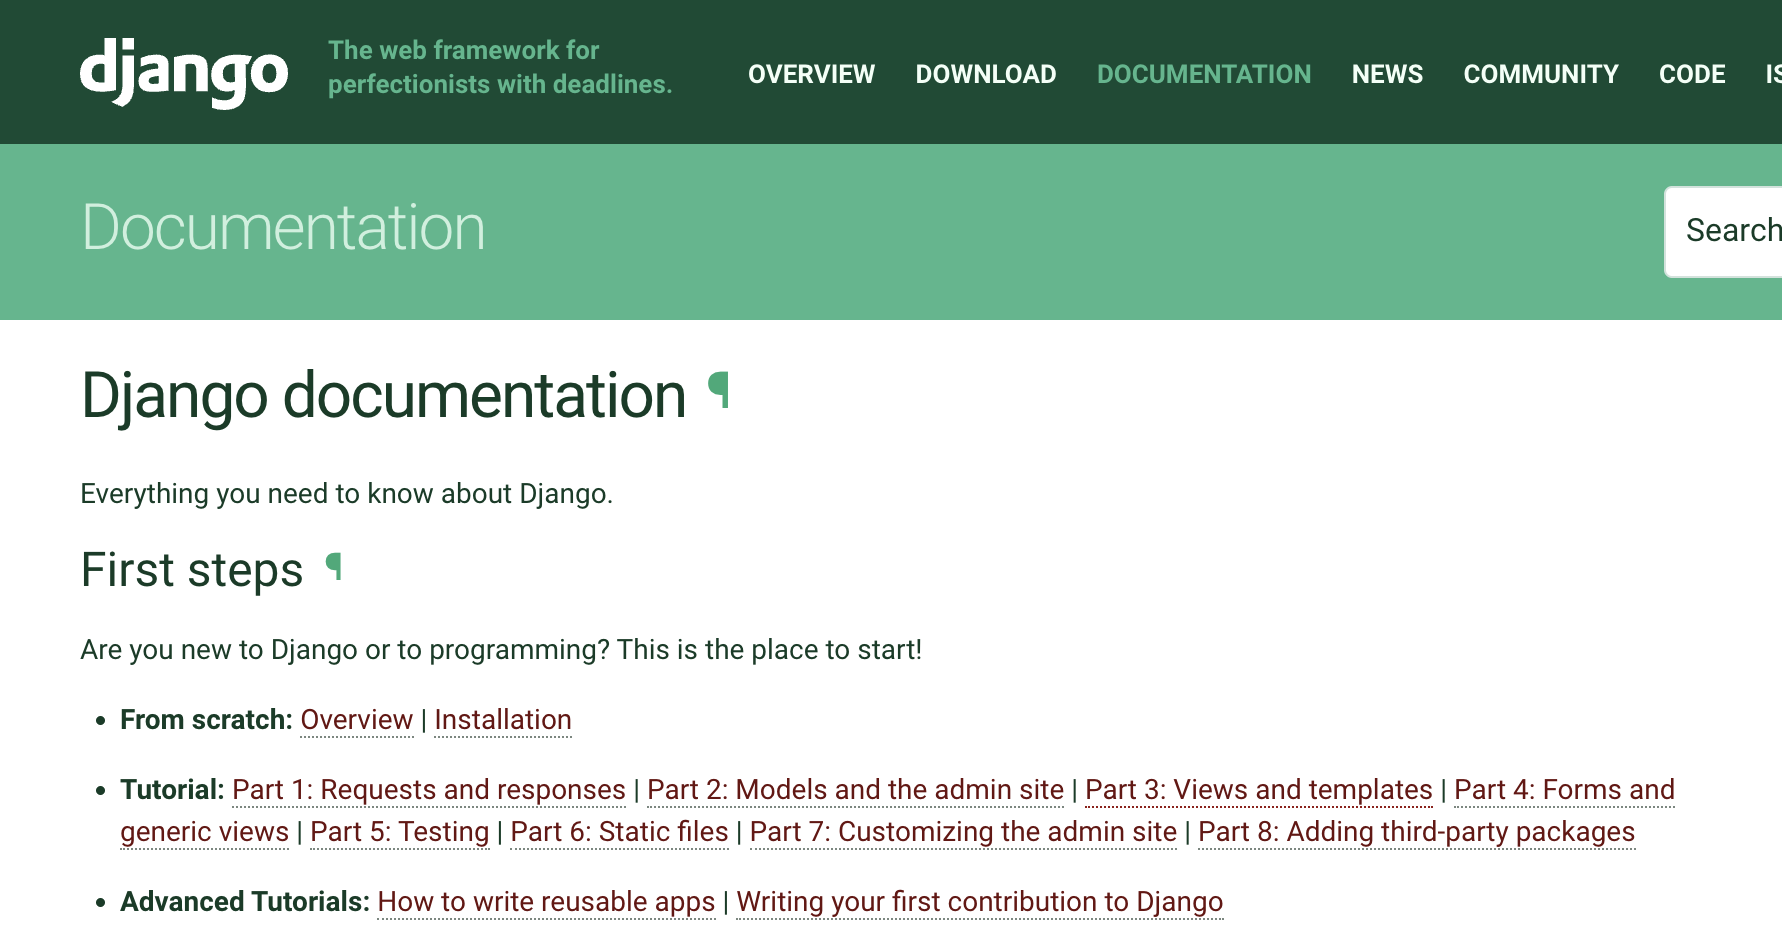 django
The web framework for
perfectionists with deadlines.
OVERVIEW DOWNLOAD DOCUMENTATION NEWS COMMUNITY CODE
Documentation
Search
Django documentation ¶
Everything you need to know about Django.
First steps ¶
Are you new to Django or to programming? This is the place to start!
• From scratch: Overview | Installation
• Tutorial: Part 1: Requests and responses | Part 2: Models and the admin site | Part 3: Views and templates | Part 4: Forms and
generic views | Part 5: Testing | Part 6: Static files | Part 7: Customizing the admin site | Part 8: Adding third-party packages
• Advanced Tutorials: How to write reusable apps | Writing your first contribution to Django